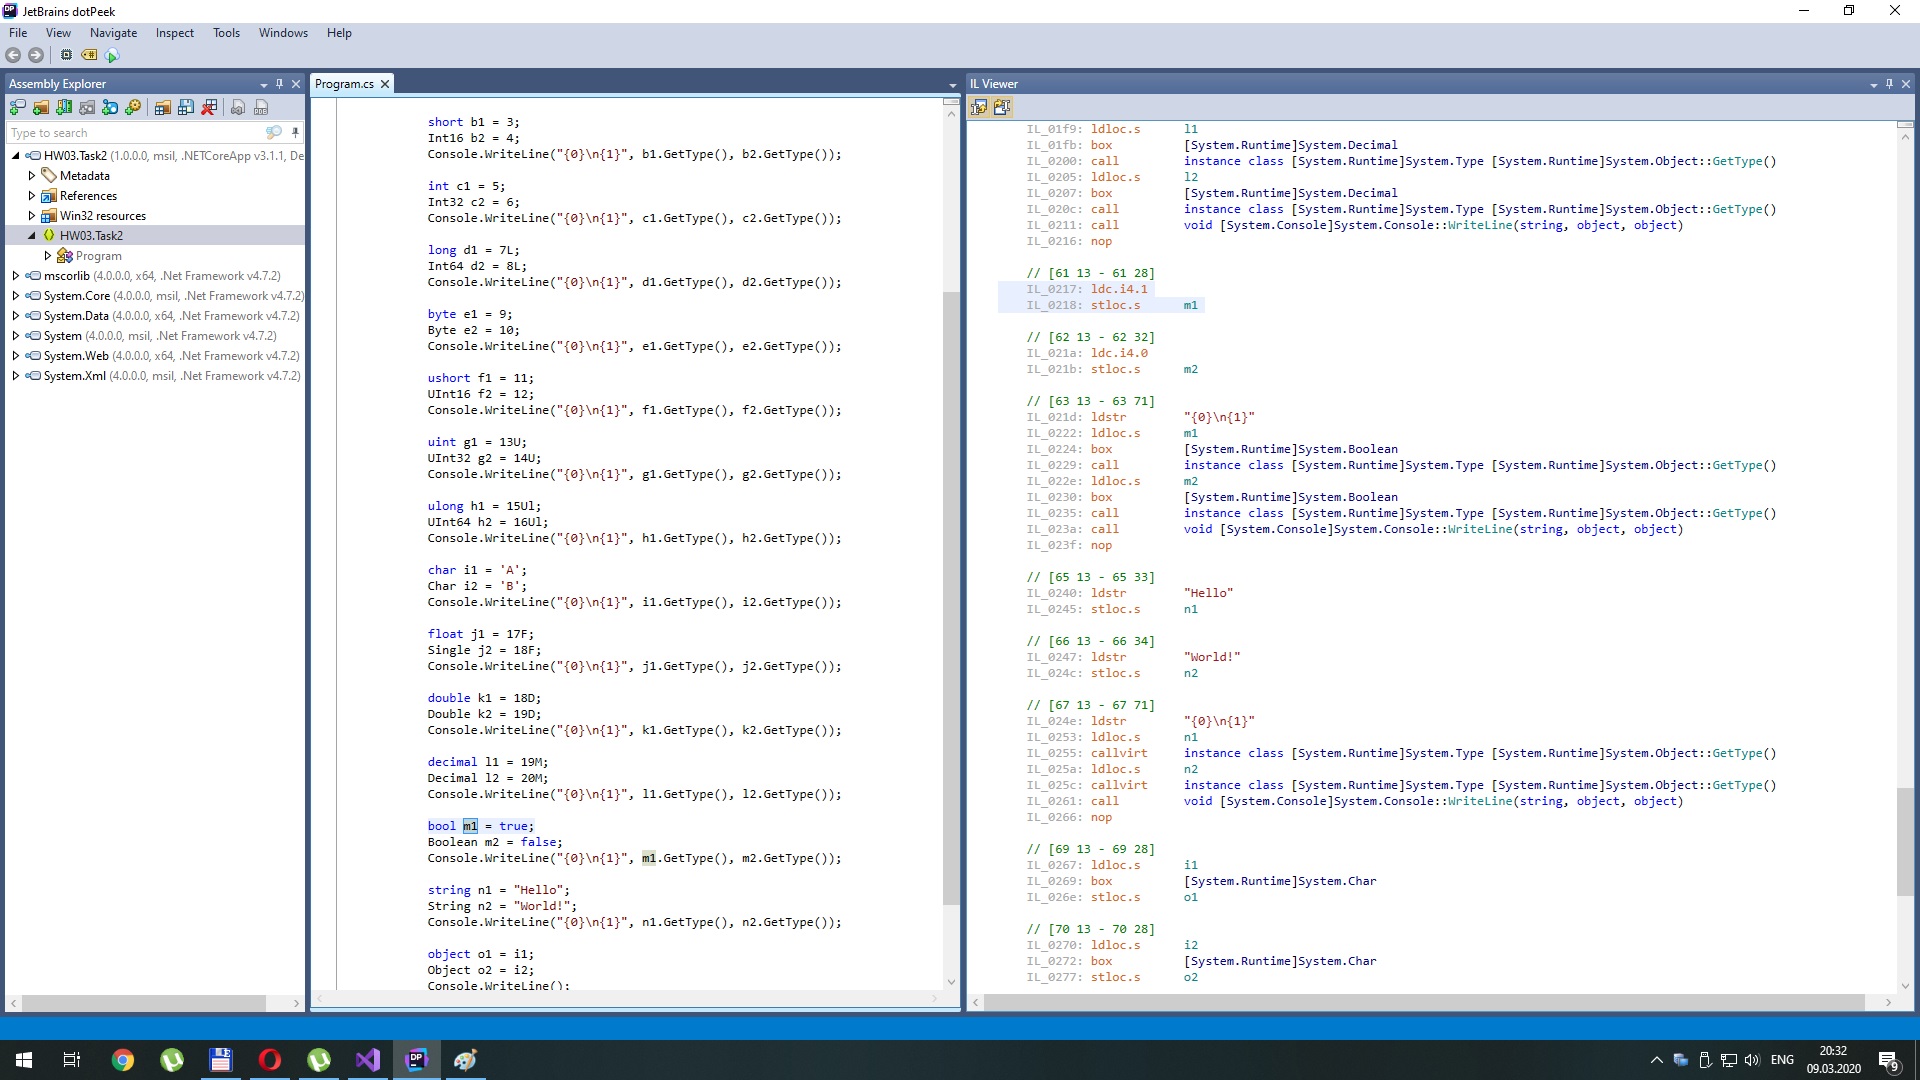 JetBrains dotPeek
File View Navigate Inspect Tools Windows Help
Assembly Explorer
Type to search
HW03.Task2 (1.0.0.0, msil, .NETCoreApp v3.1.1, De
Metadata
References
Win32 resources
HW03.Task2
Program
mscorlib (4.0.0.0, x64, .Net Framework v4.7.2)
System.Core (4.0.0.0, msil, .Net Framework v4.7.2)
System.Data (4.0.0.0, x64, .Net Framework v4.7.2)
System (4.0.0.0, msil, .Net Framework v4.7.2)
System.Web (4.0.0.0, x64, .Net Framework v4.7.2)
System.Xml (4.0.0.0, msil, .Net Framework v4.7.2)
Program.cs
short b1 = 3;
Int16 b2 = 4;
Console.WriteLine("{0}\n{1}", b1.GetType(), b2.GetType());
int c1 = 5;
Int32 c2 = 6;
Console.WriteLine("{0}\n{1}", c1.GetType(), c2.GetType());
long d1 = 7L;
Int64 d2 = 8L;
Console.WriteLine("{0}\n{1}", d1.GetType(), d2.GetType());
byte e1 = 9;
Byte e2 = 10;
Console.WriteLine("{0}\n{1}", e1.GetType(), e2.GetType());
ushort f1 = 11;
UInt16 f2 = 12;
Console.WriteLine("{0}\n{1}", f1.GetType(), f2.GetType());
uint g1 = 13U;
UInt32 g2 = 14U;
Console.WriteLine("{0}\n{1}", g1.GetType(), g2.GetType());
ulong h1 = 15Ul;
UInt64 h2 = 16Ul;
Console.WriteLine("{0}\n{1}", h1.GetType(), h2.GetType());
char i1 = 'A';
Char i2 = 'B';
Console.WriteLine("{0}\n{1}", i1.GetType(), i2.GetType());
float j1 = 17F;
Single j2 = 18F;
Console.WriteLine("{0}\n{1}", j1.GetType(), j2.GetType());
double k1 = 18D;
Double k2 = 19D;
Console.WriteLine("{0}\n{1}", k1.GetType(), k2.GetType());
decimal l1 = 19M;
Decimal l2 = 20M;
Console.WriteLine("{0}\n{1}", l1.GetType(), l2.GetType());
bool m1 = true;
Boolean m2 = false;
Console.WriteLine("{0}\n{1}", m1.GetType(), m2.GetType());
string n1 = "Hello";
String n2 = "World!";
Console.WriteLine("{0}\n{1}", n1.GetType(), n2.GetType());
object o1 = i1;
Object o2 = i2;
Console.WriteLine();
IL Viewer
IL_01f9: ldloc.s l1
IL_01fb: box [System.Runtime]System.Decimal
IL_0200: call instance class [System.Runtime]System.Type [System.Runtime]System.Object::GetType()
IL_0205: ldloc.s l2
IL_0207: box [System.Runtime]System.Decimal
IL_020c: call instance class [System.Runtime]System.Type [System.Runtime]System.Object::GetType()
IL_0211: call void [System.Console]System.Console::WriteLine(string, object, object)
IL_0216: nop
// [61 13 - 61 28]
IL_0217: ldc.i4.1
IL_0218: stloc.s m1
// [62 13 - 62 32]
IL_021a: ldc.i4.0
IL_021b: stloc.s m2
// [63 13 - 63 71]
IL_021d: ldstr "{0}\n{1}"
IL_0222: ldloc.s m1
IL_0224: box [System.Runtime]System.Boolean
IL_0229: call instance class [System.Runtime]System.Type [System.Runtime]System.Object::GetType()
IL_022e: ldloc.s m2
IL_0230: box [System.Runtime]System.Boolean
IL_0235: call instance class [System.Runtime]System.Type [System.Runtime]System.Object::GetType()
IL_023a: call void [System.Console]System.Console::WriteLine(string, object, object)
IL_023f: nop
// [65 13 - 65 33]
IL_0240: ldstr "Hello"
IL_0245: stloc.s n1
// [66 13 - 66 34]
IL_0247: ldstr "World!"
IL_024c: stloc.s n2
// [67 13 - 67 71]
IL_024e: ldstr "{0}\n{1}"
IL_0253: ldloc.s n1
IL_0255: callvirt instance class [System.Runtime]System.Type [System.Runtime]System.Object::GetType()
IL_025a: ldloc.s n2
IL_025c: callvirt instance class [System.Runtime]System.Type [System.Runtime]System.Object::GetType()
IL_0261: call void [System.Console]System.Console::WriteLine(string, object, object)
IL_0266: nop
// [69 13 - 69 28]
IL_0267: ldloc.s i1
IL_0269: box [System.Runtime]System.Char
IL_026e: stloc.s o1
// [70 13 - 70 28]
IL_0270: ldloc.s i2
IL_0272: box [System.Runtime]System.Char
IL_0277: stloc.s o2
DP
ENG
20:32
09.03.2020
9